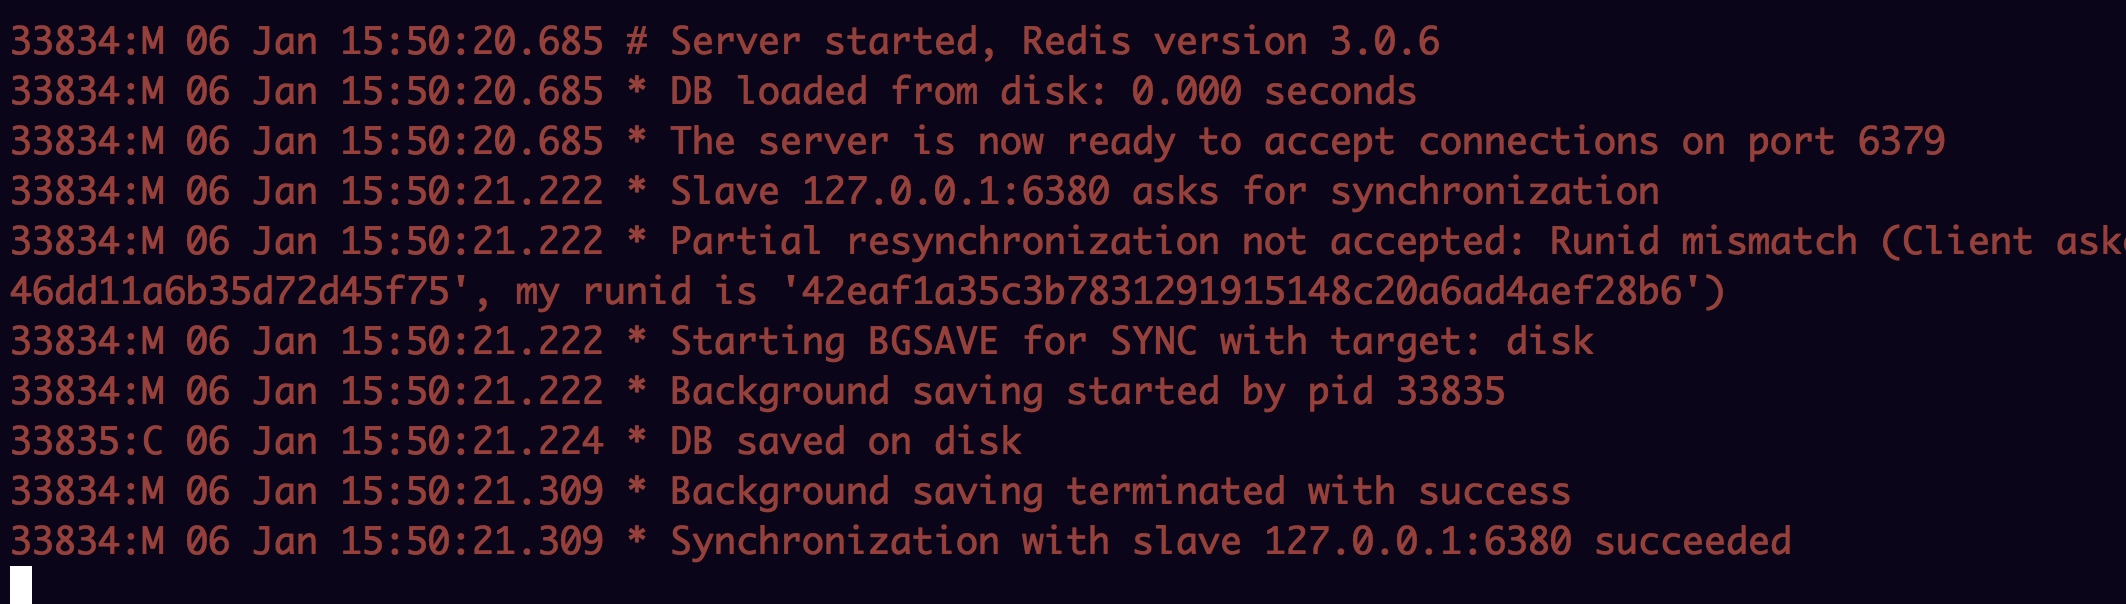 33834:M 06 Jan 15:50:20.685 # Server started, Redis version 3.0.6
33834:M 06 Jan 15:50:20.685 * DB loaded from disk: 0.000 seconds
33834:M 06 Jan 15:50:20.685 * The server is now ready to accept connections on port 6379
33834:M 06 Jan 15:50:21.222 * Slave 127.0.0.1:6380 asks for synchronization
33834:M 06 Jan 15:50:21.222 * Partial resynchronization not accepted: Runid mismatch (Client
46dd11a6b35d72d45f75', my runid is '42eaf1a35c3b7831291915148c20a6ad4aef28b6')
33834:M 06 Jan 15:50:21.222 * Starting BGSAVE for SYNC with target: disk
33834:M 06 Jan 15:50:21.222 * Background saving started by pid 33835
33835:C 06 Jan 15:50:21.224 * DB saved on disk
33834:M 06 Jan 15:50:21.309 * Background saving terminated with success
33834:M 06 Jan 15:50:21.309 * Synchronization with slave 127.0.0.1:6380 succeeded